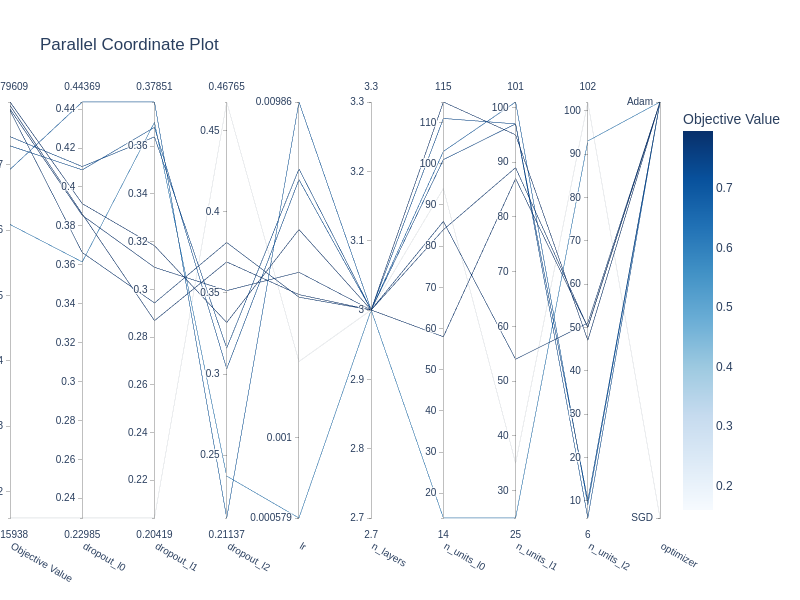 Parallel Coordinate Plot
79609 0.44369 0.37851 0.46765 3.3 115 101 102
0.00986 Adam
Objective Value
0.44 0.42 0.4 0.38 0.36 0.34 0.32 0.3 0.28 0.26 0.24
0.36 0.34 0.32 0.3 0.28 0.26 0.24 0.22
0.45 0.4 0.35 0.3 0.25
0.001
3.3 3.2 3.1 3 2.9 2.8 2.7
110 100 90 80 70 60 50 40 30 20
100 90 80 70 60 50 40 30
100 90 80 70 60 50 40 30 20 10
0.7
0.6
0.5
0.4
0.3
0.2
0.000579 SGD
15938 0.22985 0.20419 0.21137 2.7 14 25 6
Objective Value dropout_l0 dropout_l1 dropout_l2 lr n_layers n_units_l0 n_units_l1 n_units_l2 optimizer